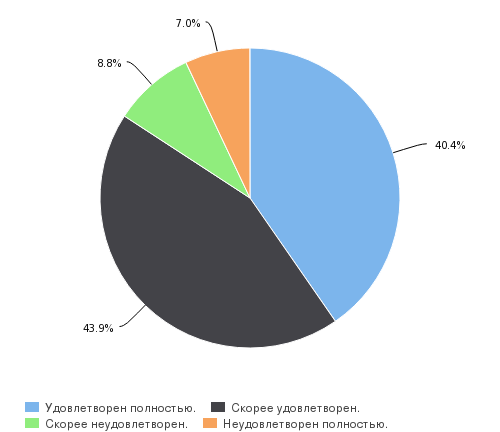 7.0%
8.8%
40.4%
43.9%
Удовлетворен полностью. Скорее удовлетворен.
Скорее неудовлетворен. Неудовлетворен полностью.